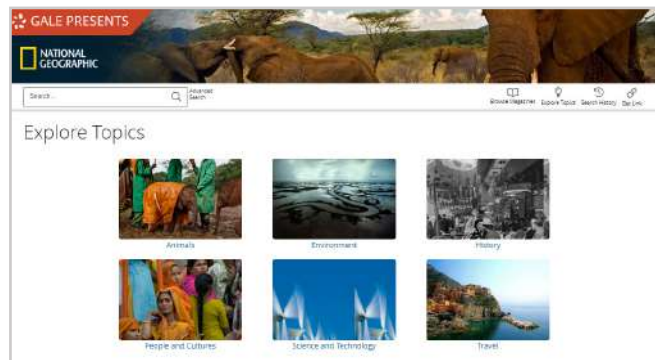 GALE PRESENTS
NATIONAL
GEOGRAPHIC
Search...
Advanced
Search
Browse Magazines
Explore Topics
Search History
Get Link
Explore Topics
Animals
Environment
History
People and Cultures
Science and Technology
Travel